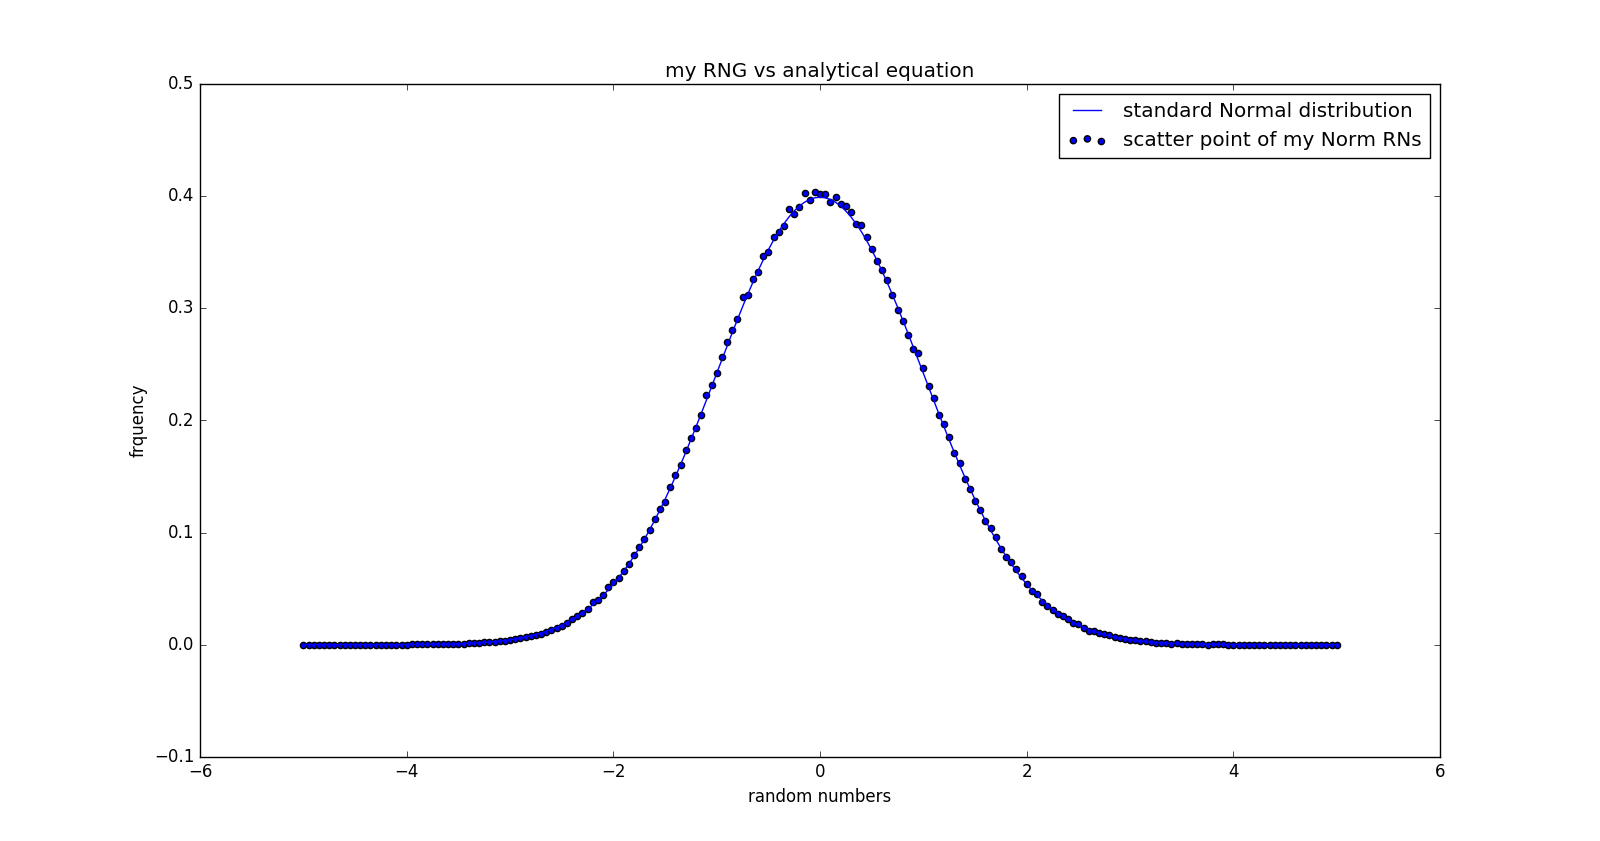 my RNG vs analytical equation
0.5
standard Normal distribution
scatter point of my Norm RNs
0.4
0.3
frquency
0.2
0.1
0.0
−0.1
−6 −4 −2 0 2 4 6
random numbers